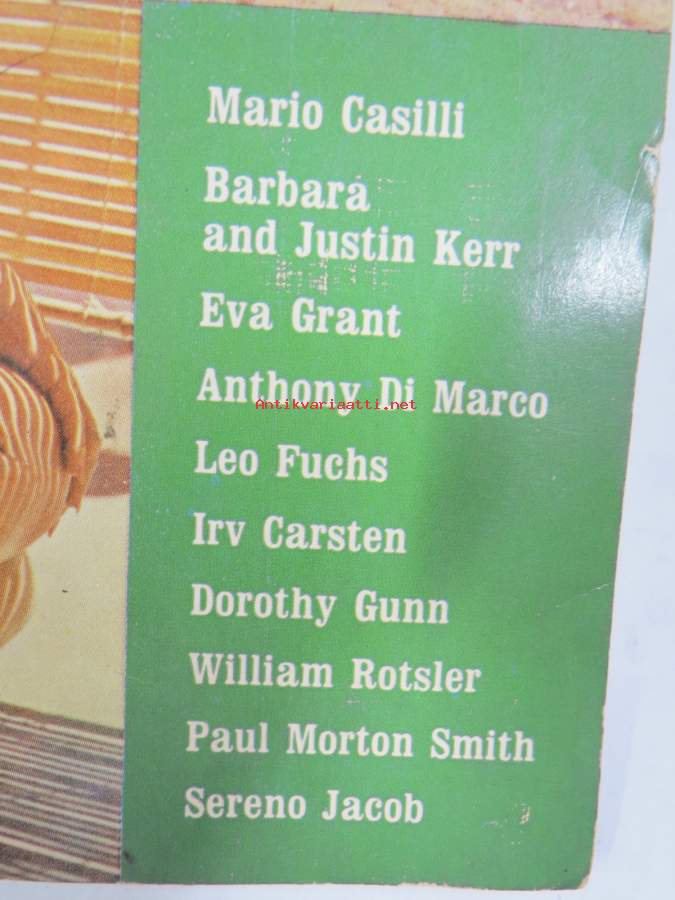 Mario Casilli
Barbara
and Justin Kerr
Eva Grant
Anthony Di Marco
Antikvariaatti.net
Leo Fuchs
Irv Carsten
Dorothy Gunn
William Rotsler
Paul Morton Smith
Sereno Jacob